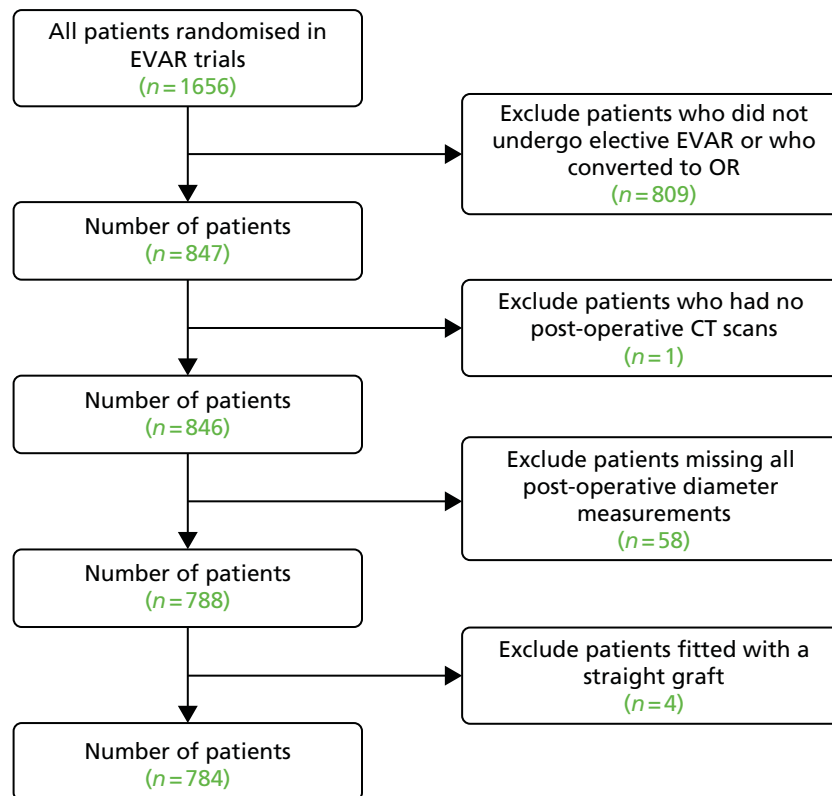 All patients randomised in
EVAR trials
(n=1656)
Exclude patients who did not
undergo elective EVAR or who
converted to OR
(n=809)
Number of patients
(n=847)
Exclude patients who had no
post-operative CT scans
(n=1)
Number of patients
(n=846)
Exclude patients missing all
post-operative diameter
measurements
(n=58)
Number of patients
(n=788)
Exclude patients fitted with a
straight graft
(n=4)
Number of patients
(n=784)